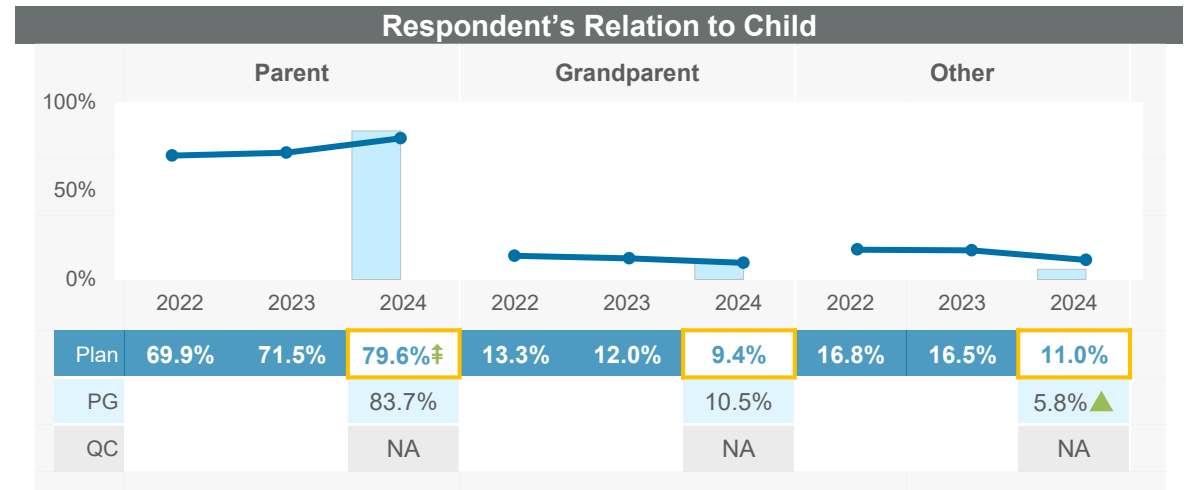 Respondent’s Relation to Child
Parent Grandparent Other
100%
50%
0%
2022 2023 2024 2022 2023 2024 2022 2023 2024
Plan 69.9% 71.5% 79.6%‡ 13.3% 12.0% 9.4% 16.8% 16.5% 11.0%
PG 83.7% 10.5% 5.8%▲
QC NA NA NA